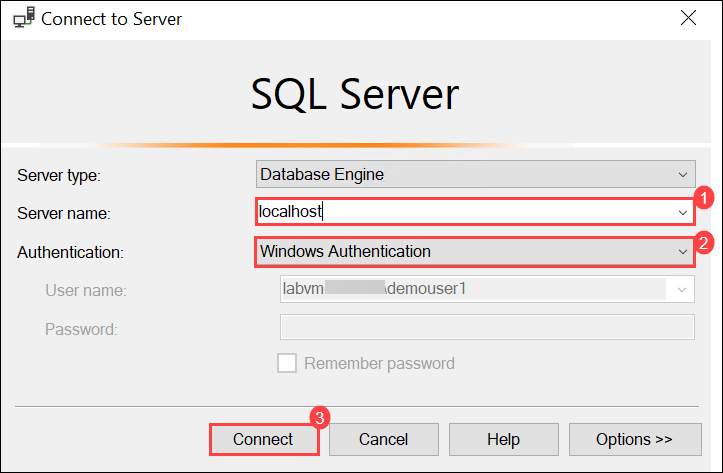 Connect to Server
SQL Server
Server type: Database Engine
Server name: localhost 1
Authentication: Windows Authentication 2
User name: labvm \demouser1
Password:
Remember password
3
Connect Cancel Help Options >>